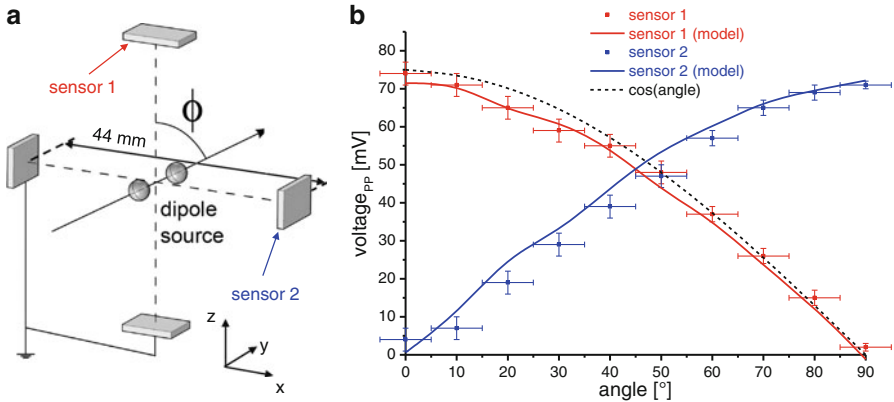 a
sensor 1
ϕ
44 mm
dipole
source
sensor 2
z
y
x
b
sensor 1
sensor 1 (model)
sensor 2
sensor 2 (model)
cos(angle)
voltagePP [mV]
80
70
60
50
40
30
20
10
0
0 10 20 30 40 50 60 70 80 90
angle [°]